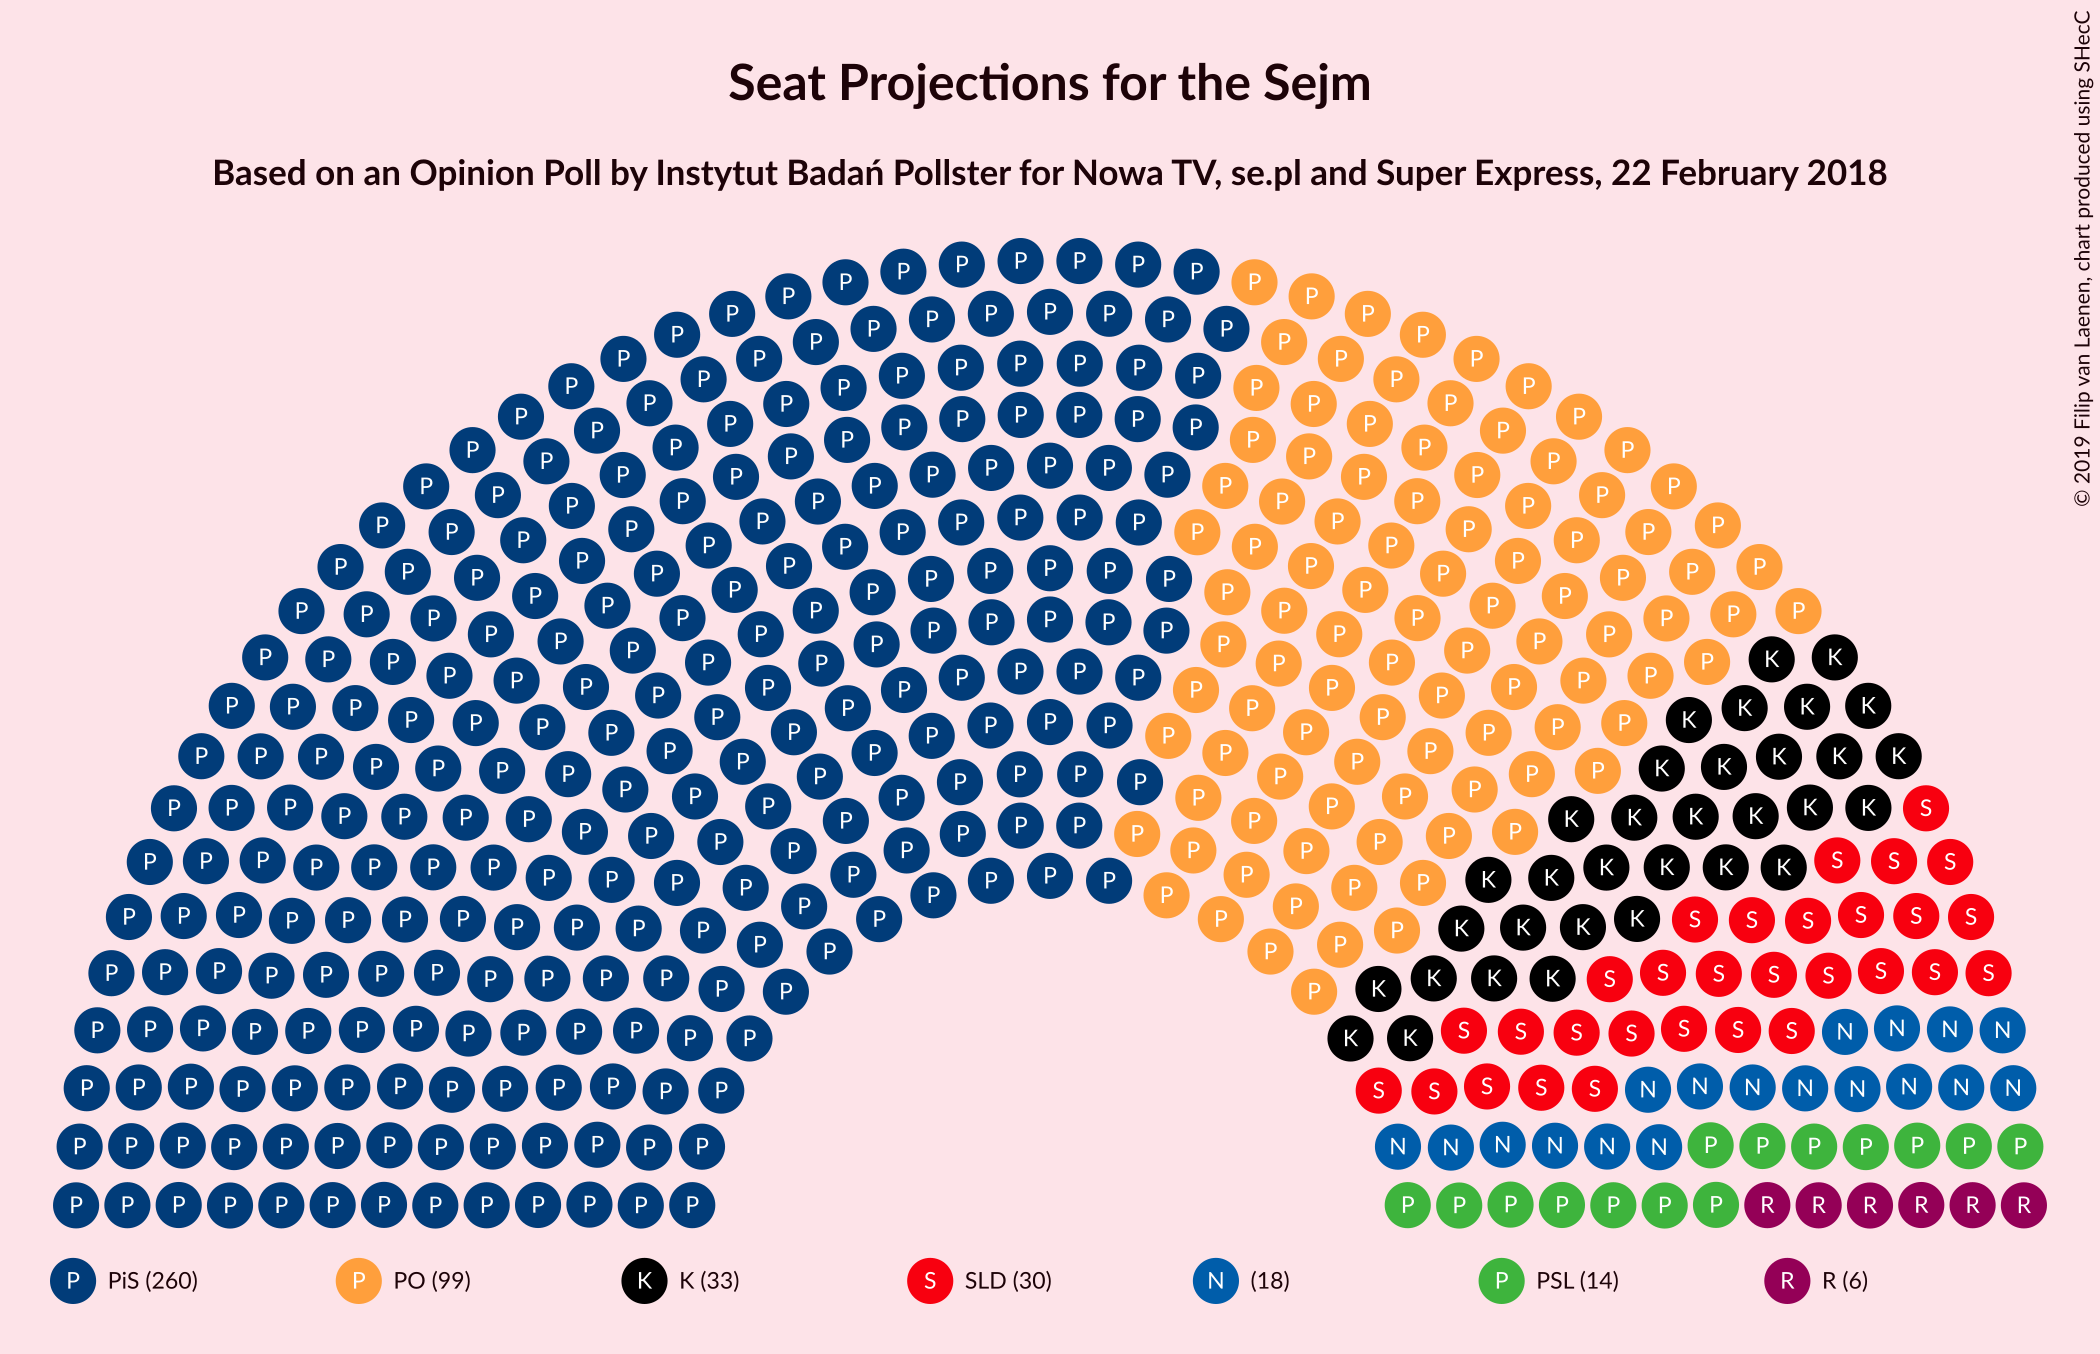 Seat Projections for the Sejm
Based on an Opinion Poll by Instytut Badań Pollster for Nowa TV, se.pl and Super Express, 22 February 2018
© 2019 Filip van Laenen, chart produced using SHecC
P PiS (260) P PO (99) K K (33) S SLD (30) N (18) P PSL (14) R R (6)